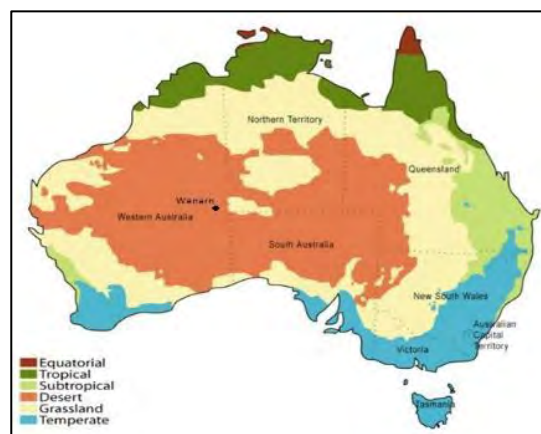 Northern Territory
Queensland
Wanarn
Western Australia
South Australia
New South Wales
Australian
Capital
Territory
Victoria
Tasmania
Equatorial
Tropical
Subtropical
Desert
Grassland
Temperate